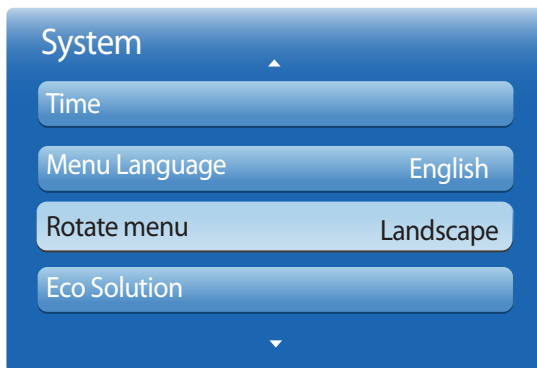 System
Time
Menu Language English
Rotate menu Landscape
Eco Solution